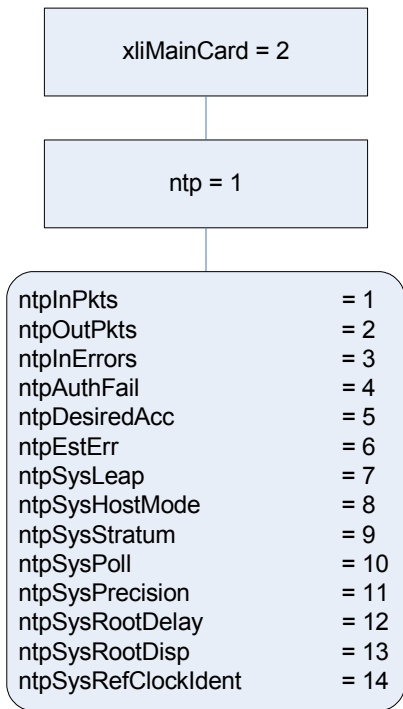 xliMainCard = 2
ntp = 1
ntpInPkts = 1
ntpOutPkts = 2
ntpInErrors = 3
ntpAuthFail = 4
ntpDesiredAcc = 5
ntpEstErr = 6
ntpSysLeap = 7
ntpSysHostMode = 8
ntpSysStratum = 9
ntpSysPoll = 10
ntpSysPrecision = 11
ntpSysRootDelay = 12
ntpSysRootDisp = 13
ntpSysRefClockIdent = 14